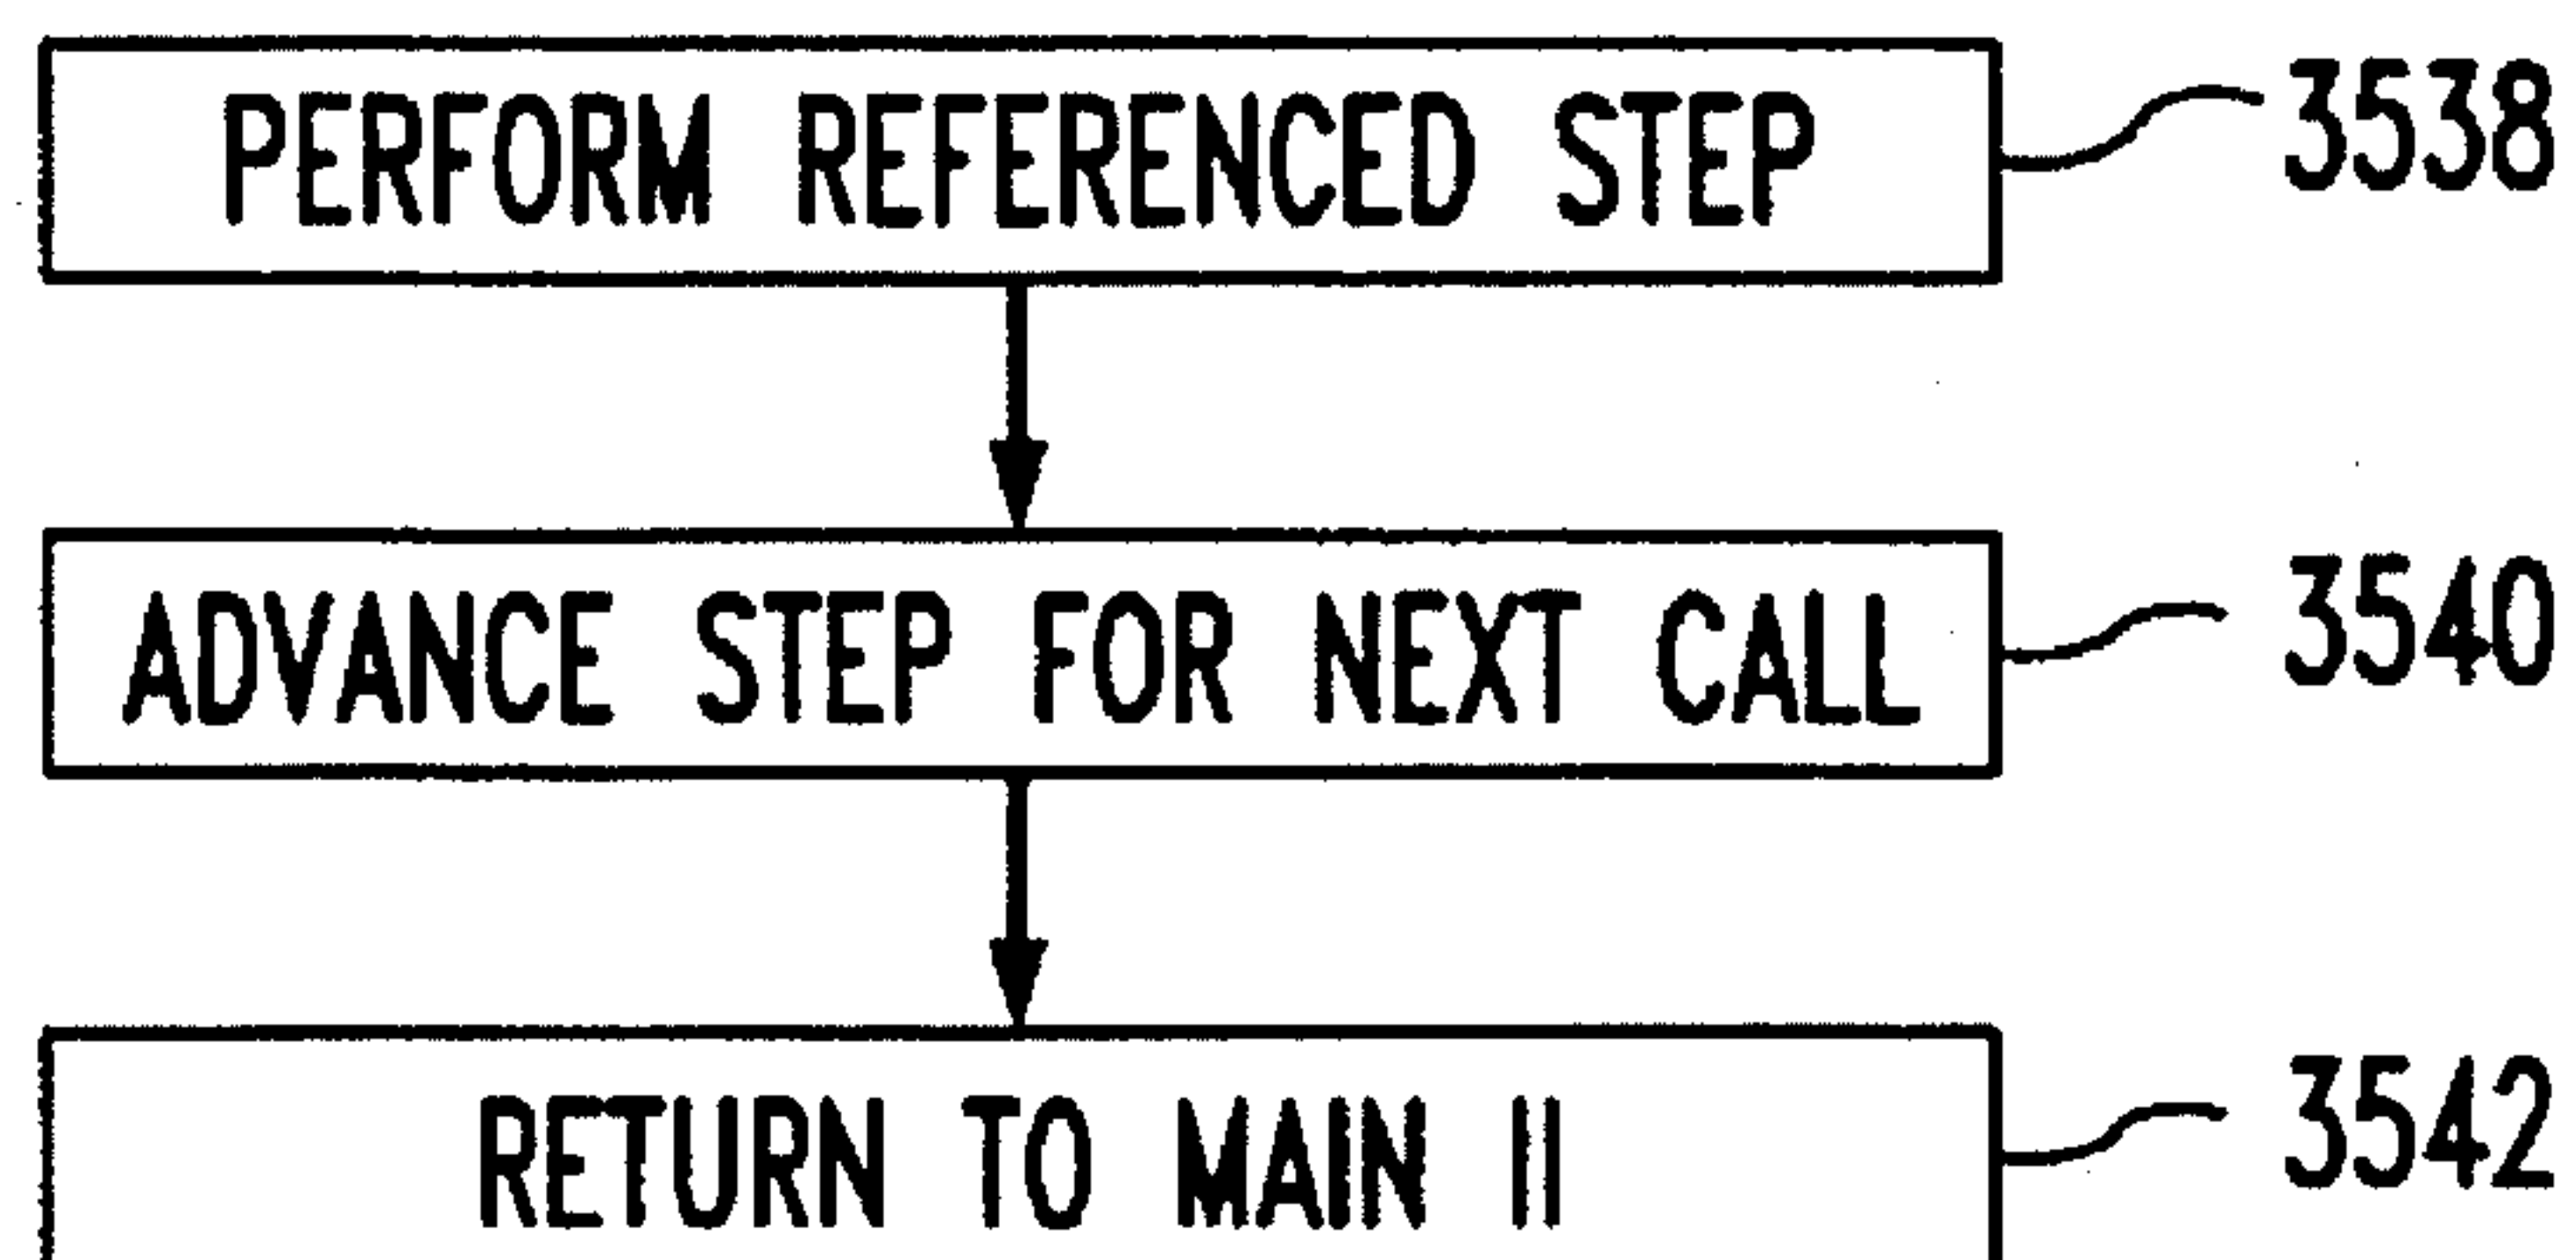 PERFORM REFERENCED STEP 3538
ADVANCE STEP FOR NEXT CALL 3540
RETURN TO MAIN II 3542